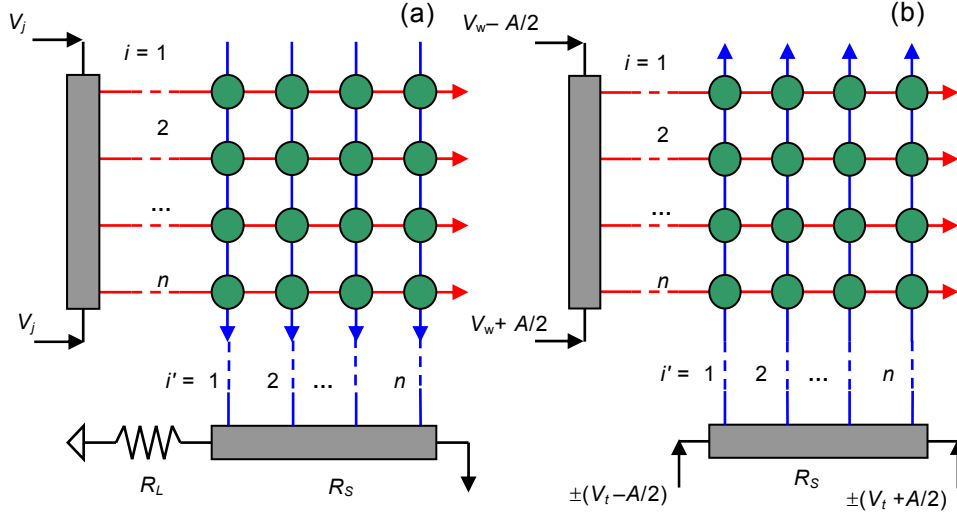 (a)
V_j
i = 1
2
...
n
V_j
i' = 1 2 ... n
R_L
R_S
(b)
V_w – A/2
i = 1
2
...
n
V_w + A/2
i' = 1 2 ... n
R_S
±(V_t – A/2)
±(V_t + A/2)